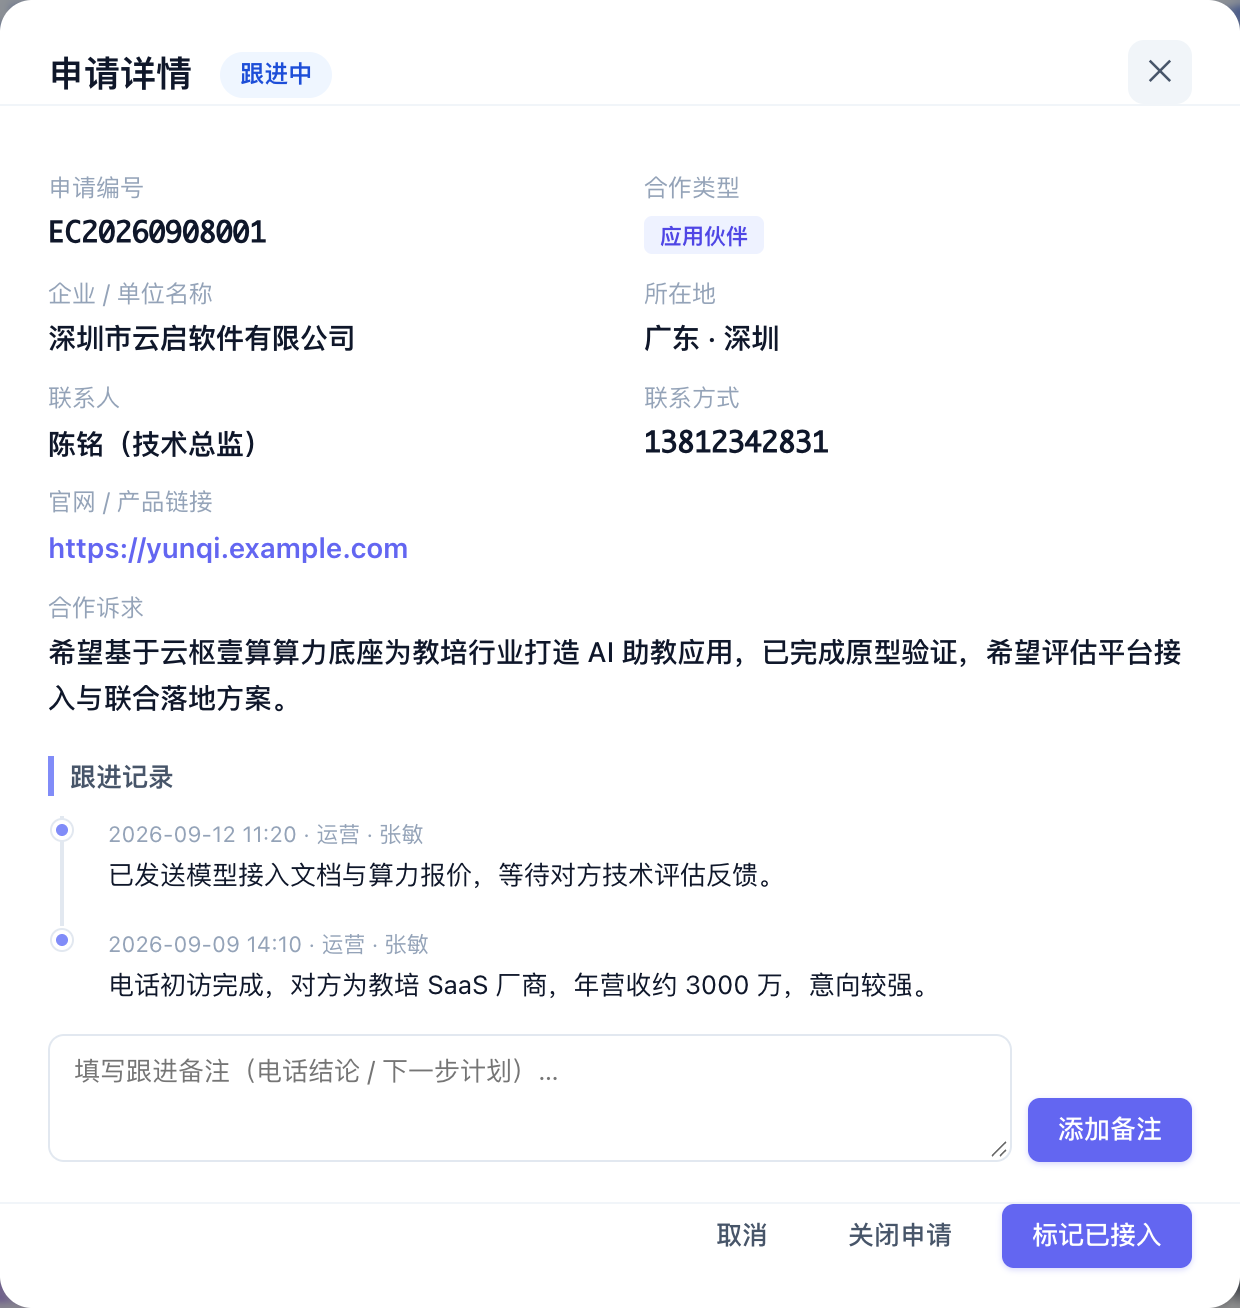 申请详情
跟进中
申请编号
EC20260908001
合作类型
应用伙伴
企业 / 单位名称
深圳市云启软件有限公司
所在地
广东 · 深圳
联系人
陈铭（技术总监）
联系方式
13812342831
官网 / 产品链接
https://yunqi.example.com
合作诉求
希望基于云枢壹算算力底座为教培行业打造 AI 助教应用，已完成原型验证，希望评估平台接
入与联合落地方案。
跟进记录
2026-09-12 11:20 · 运营 · 张敏
已发送模型接入文档与算力报价，等待对方技术评估反馈。
2026-09-09 14:10 · 运营 · 张敏
电话初访完成，对方为教培 SaaS 厂商，年营收约 3000 万，意向较强。
填写跟进备注（电话结论 / 下一步计划）...
添加备注
取消
关闭申请
标记已接入